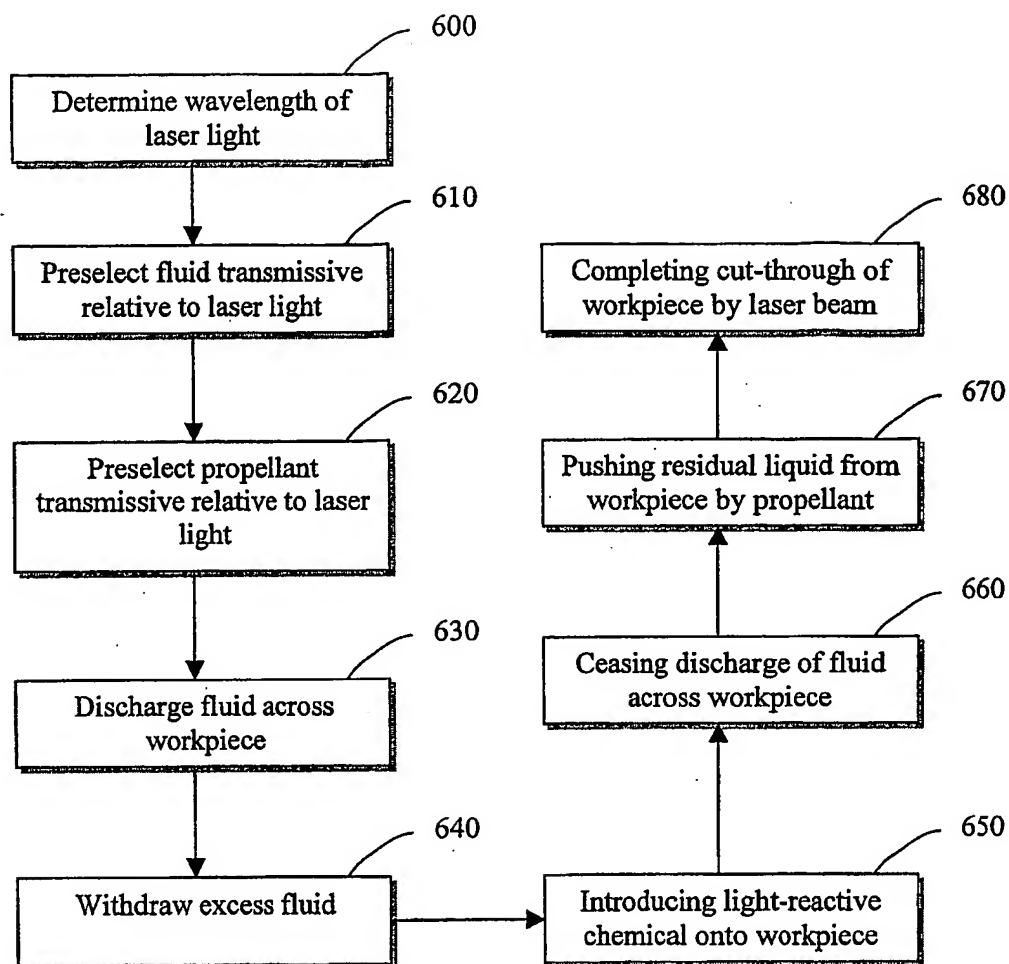 600
Determine wavelength of
laser light
610
Preselect fluid transmissive
relative to laser light
620
Preselect propellant
transmissive relative to laser
light
630
Discharge fluid across
workpiece
640
Withdraw excess fluid
650
Introducing light-reactive
chemical onto workpiece
660
Ceasing discharge of fluid
across workpiece
670
Pushing residual liquid from
workpiece by propellant
680
Completing cut-through of
workpiece by laser beam